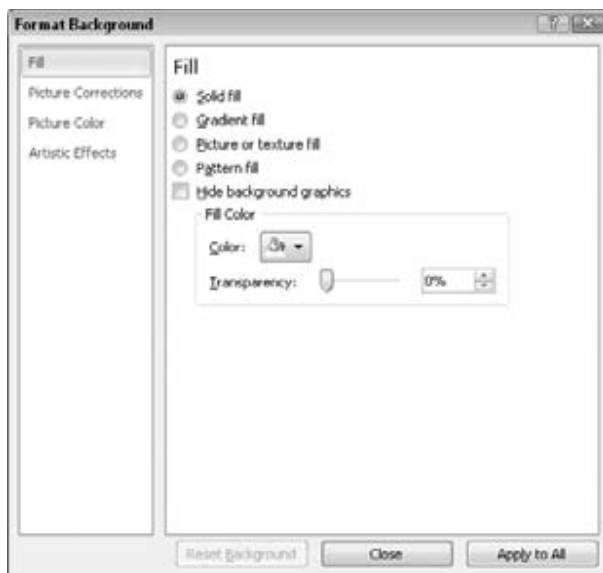 Format Background
Fill
Picture Corrections
Picture Color
Artistic Effects
Fill
Solid fill
Gradient fill
Picture or texture fill
Pattern fill
Hide background graphics
Fill Color
Color:
Transparency: 0%
Reset Background Close Apply to All